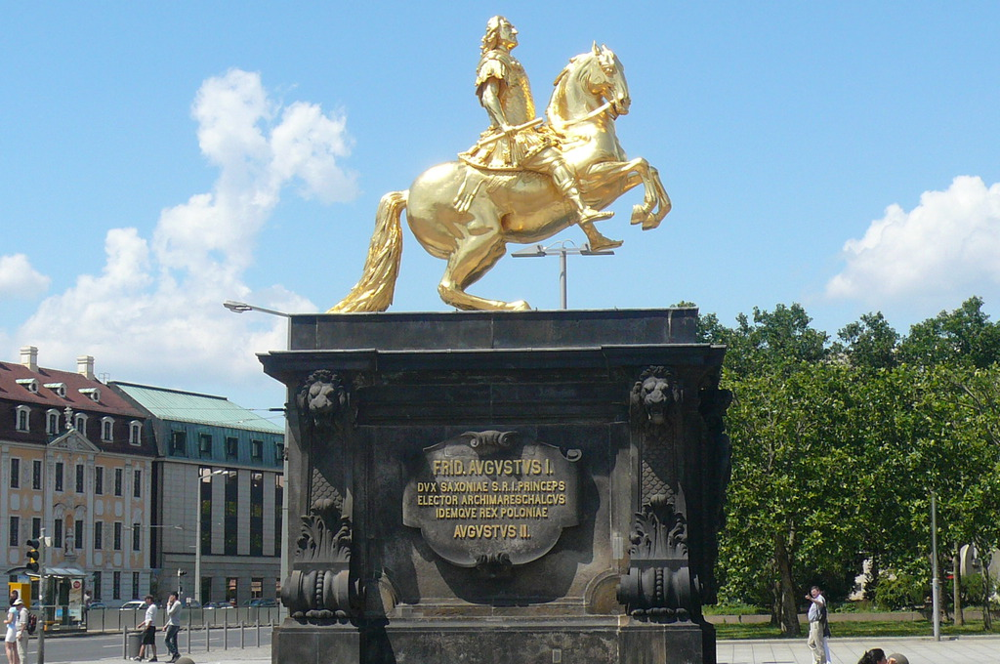 FRID. AVGVSTVS I.
DVX SAXONIAE S.R.I. PRINCEPS
ELECTOR ARCHIMARESCHALCVS
IDEMQVE REX POLONIAE
AVGVSTVS II.